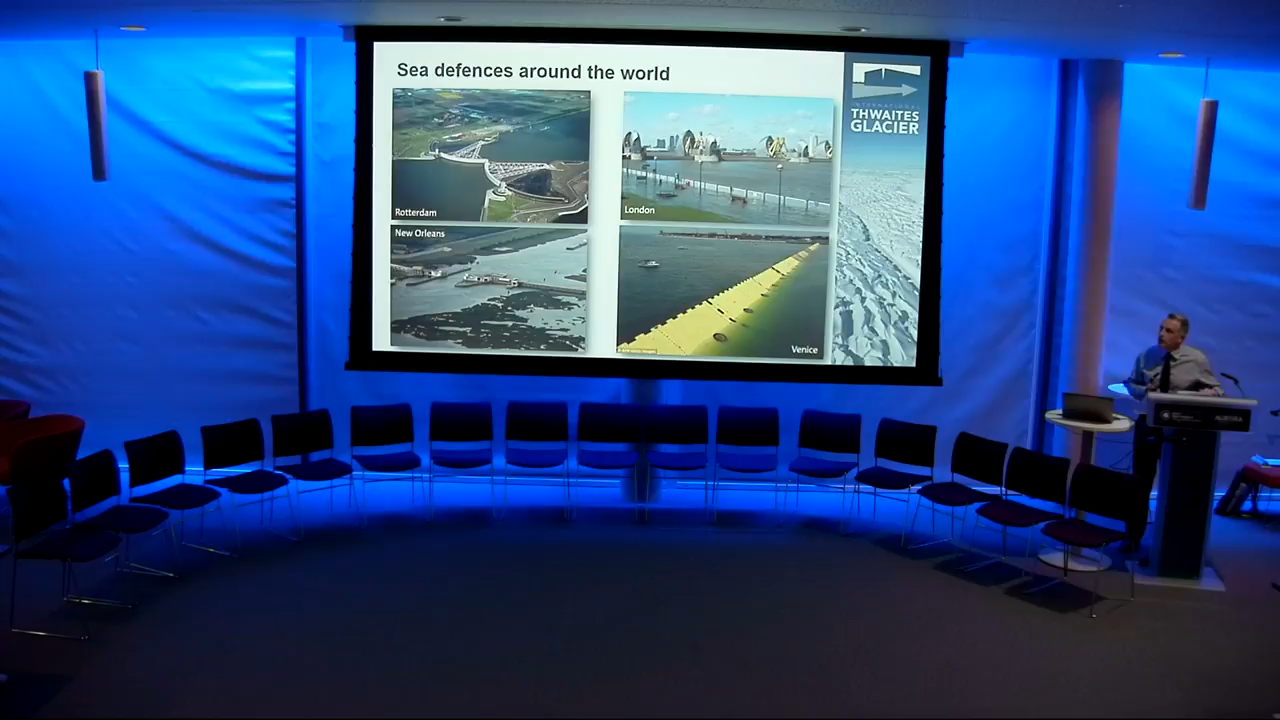 Sea defences around the world
INTERNATIONAL
THWAITES
GLACIER
Rotterdam
London
New Orleans
Venice